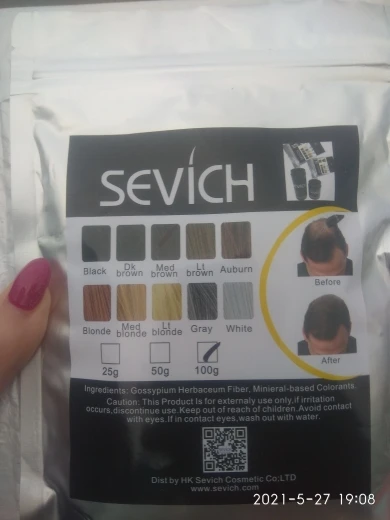 SEVICH
Black Dk brown Med brown Lt brown Auburn
Blonde Med blonde Lt blonde Gray White
Before
25g 50g 100g
After
Ingredients: Gossypium Herbaceum Fiber, Minieral-based Colorants.
Caution: This Product Is for externaly use only,if irritation
occurs,discontinue use.Keep out of reach of children.Avoid contact
with eyes.If in contact eyes,wash out with water.
Dist by HK Sevich Cosmetic Co;LTD
www.sevich.com
2021-5-27 19:08